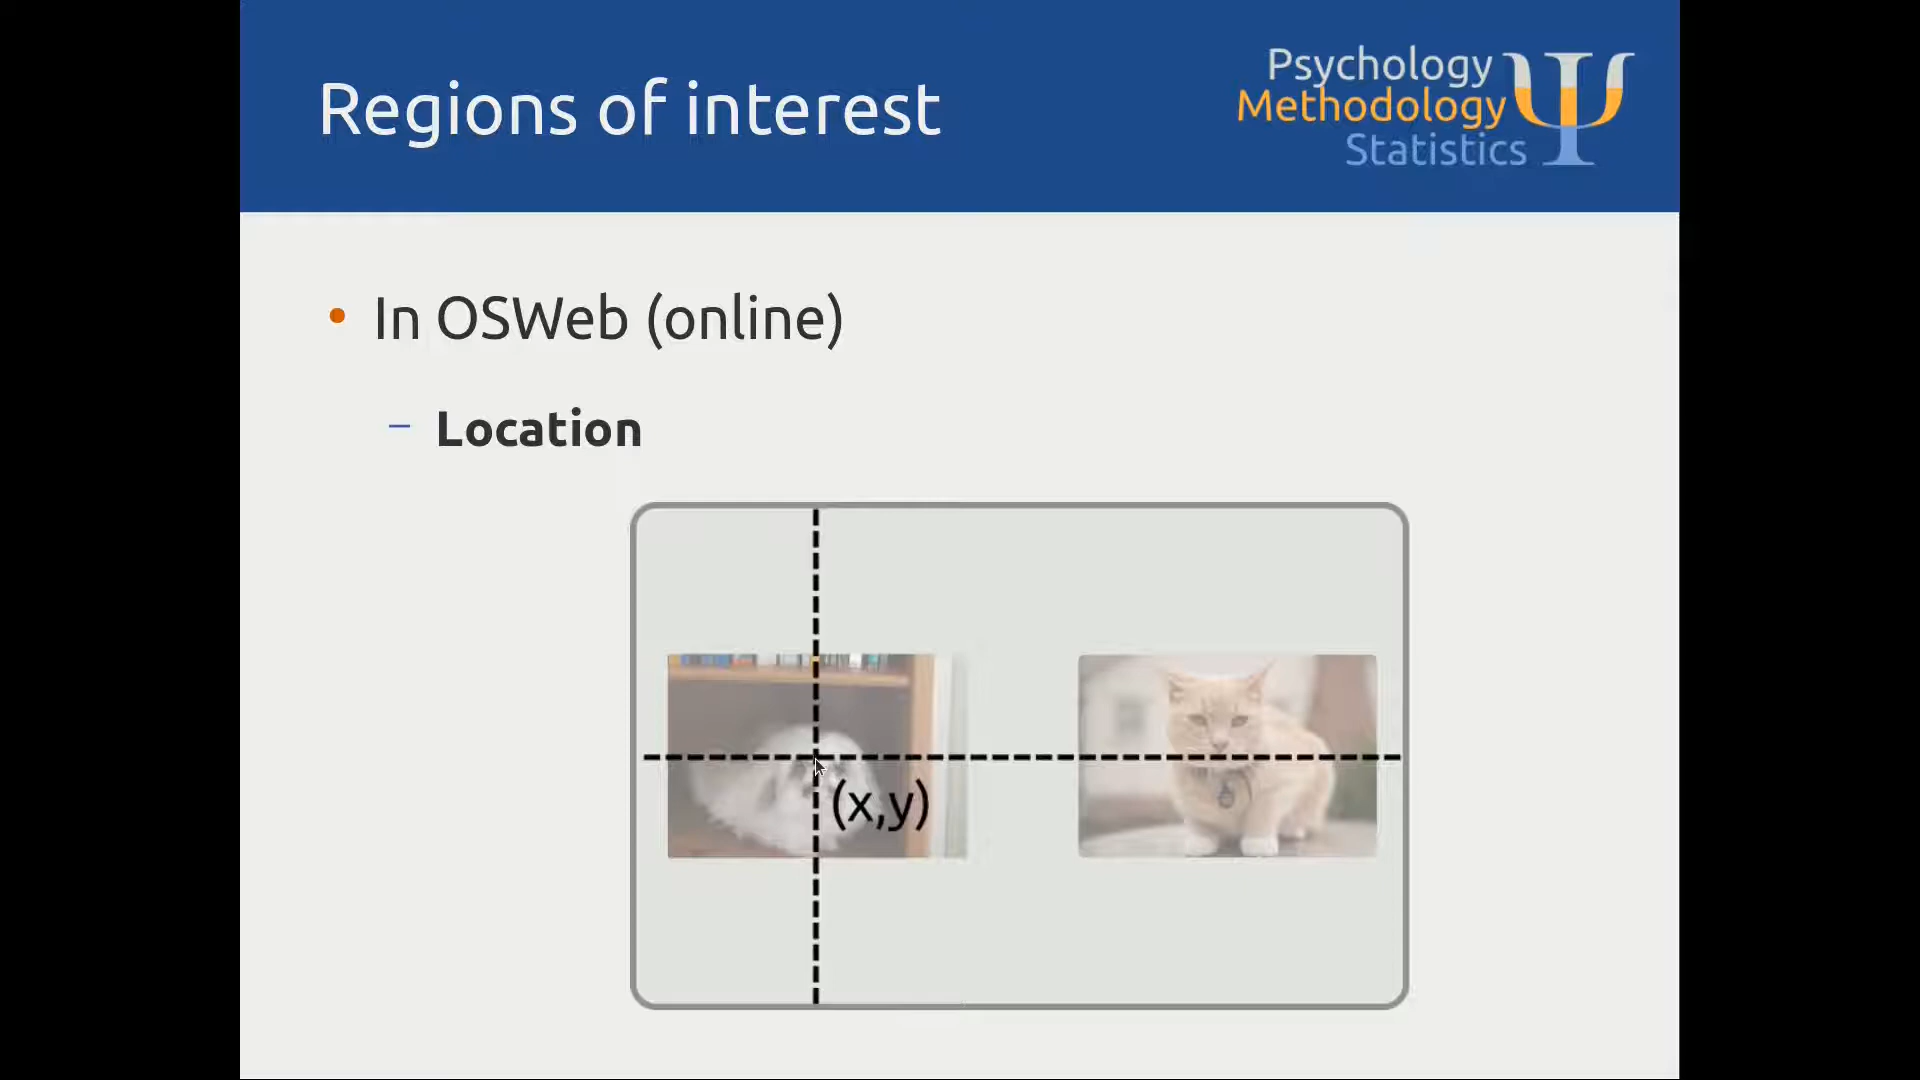 Regions of interest
Psychology
Methodology
Statistics
In OSWeb (online)
Location
(x,y)